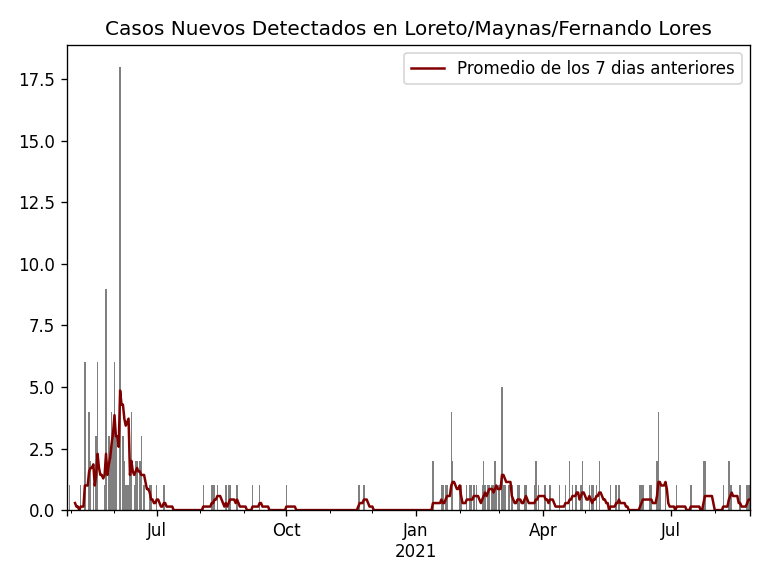 Casos Nuevos Detectados en Loreto/Maynas/Fernando Lores
Promedio de los 7 dias anteriores
17.5
15.0
12.5
10.0
7.5
5.0
2.5
0.0
Jul
Oct
Jan
2021
Apr
Jul